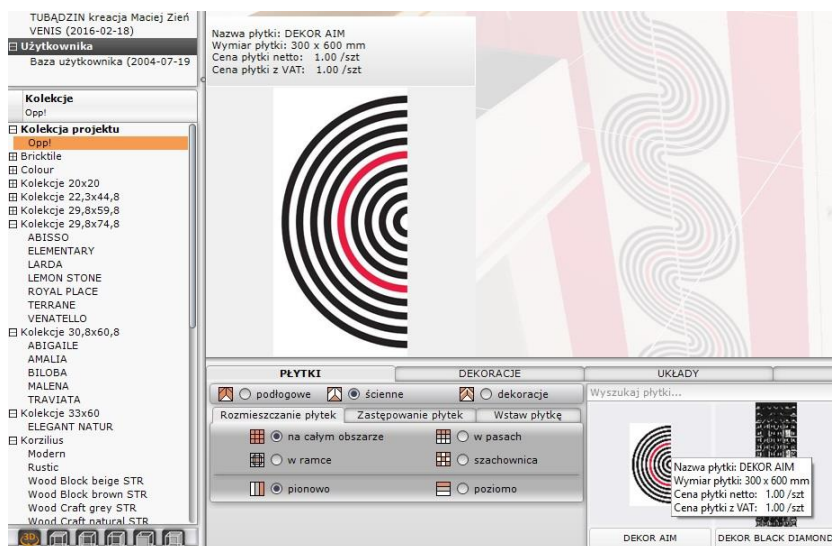 TUBĄDZIN kreacja Maciej Zień
VENIS (2016-02-18)
Użytkownika
Baza użytkownika (2004-07-19
Kolekcje
Opp!
Kolekcja projektu
Opp!
Bricktile
Colour
Kolekcje 20x20
Kolekcje 22,3x44,8
Kolekcje 29,8x59,8
Kolekcje 29,8x74,8
ABISSO
ELEMENTARY
LARDA
LEMON STONE
ROYAL PLACE
TERRANE
VENATELLO
Kolekcje 30,8x60,8
ABIGAILE
AMALIA
BILOBA
MALENA
TRAVIATA
Kolekcje 33x60
ELEGANT NATUR
Korzilius
Modern
Rustic
Wood Block beige STR
Wood Block brown STR
Wood Craft grey STR
Wood Craft natural STR
3D
Nazwa płytki: DEKOR AIM
Wymiar płytki: 300 x 600 mm
Cena płytki netto: 1.00 /szt
Cena płytki z VAT: 1.00 /szt
PŁYTKI DEKORACJE UKŁADY
podłogowe ścienne dekoracje
Rozmieszczanie płytek Zastępowanie płytek Wstaw płytkę
na całym obszarze w pasach
w ramce szachownica
pionowo poziomo
Wyszukaj płytki...
Nazwa płytki: DEKOR AIM
Wymiar płytki: 300 x 600 mm
Cena płytki netto: 1.00 /szt
Cena płytki z VAT: 1.00 /szt
DEKOR AIM DEKOR BLACK DIAMOND